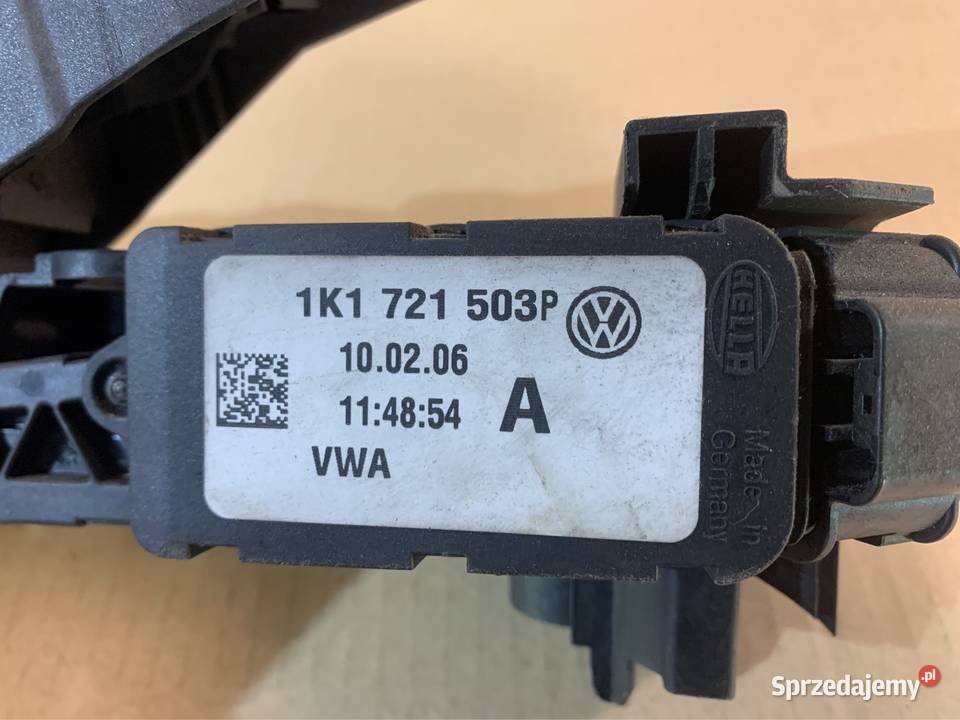 1K1 721 503P
10.02.06
11:48:54 A
VWA
HELLA
Made in
Germany
Sprzedajemy.pl